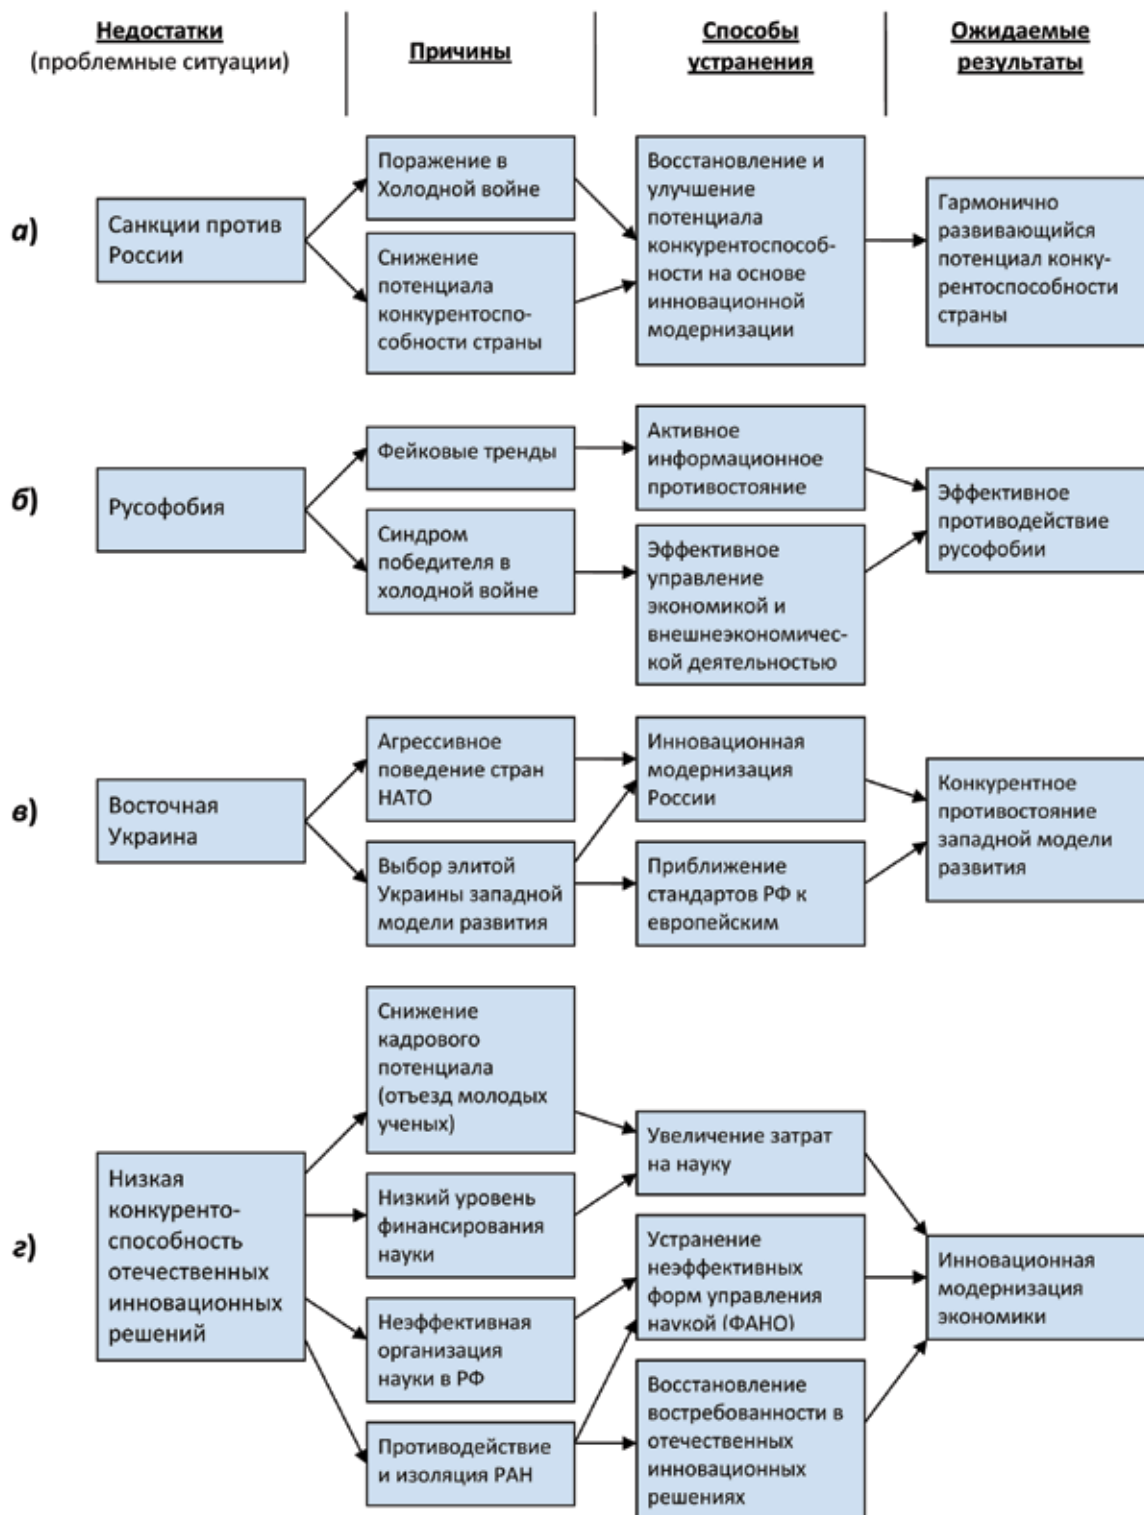 Недостатки
(проблемные ситуации)
Причины
Способы
устранения
Ожидаемые
результаты
а)
Санкции против
России
Поражение в
Холодной войне
Снижение
потенциала
конкурентоспо-
собности страны
Восстановление и
улучшение
потенциала
конкурентоспособ-
ности на основе
инновационной
модернизации
Гармонично
развивающийся
потенциал конку-
рентоспособности
страны
б)
Русофобия
Фейковые тренды
Синдром
победителя в
холодной войне
Активное
информационное
противостояние
Эффективное
управление
экономикой и
внешнеэкономичес-
кой деятельностью
Эффективное
противодействие
русофобии
в)
Восточная
Украина
Агрессивное
поведение стран
НАТО
Выбор элитой
Украины западной
модели развития
Инновационная
модернизация
России
Приближение
стандартов РФ к
европейским
Конкурентное
противостояние
западной модели
развития
г)
Низкая
конкуренто-
способность
отечественных
инновационных
решений
Снижение
кадрового
потенциала
(отъезд молодых
ученых)
Низкий уровень
финансирования
науки
Неэффективная
организация
науки в РФ
Противодействие
и изоляция РАН
Увеличение затрат
на науку
Устранение
неэффективных
форм управления
наукой (ФАНО)
Восстановление
востребованности в
отечественных
инновационных
решениях
Инновационная
модернизация
экономики